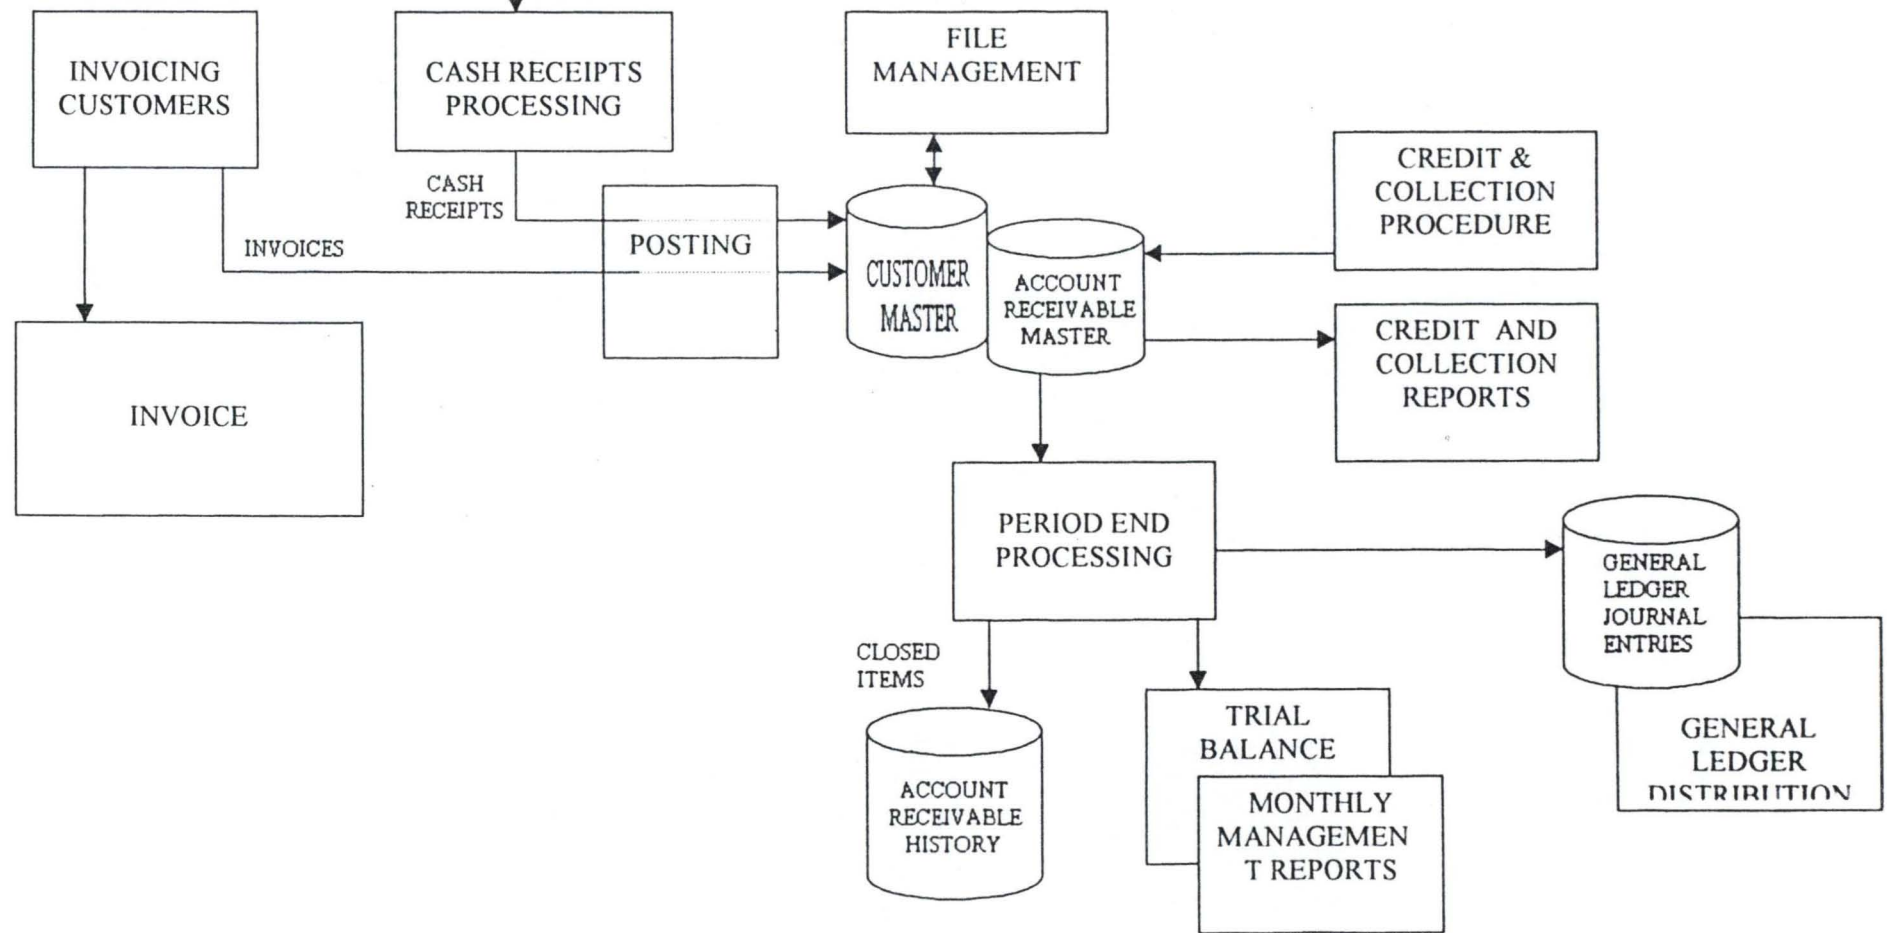 INVOICING
CUSTOMERS
CASH RECEIPTS
PROCESSING
FILE
MANAGEMENT
CREDIT &
COLLECTION
PROCEDURE
CASH
RECEIPTS
INVOICES
POSTING
CUSTOMER
MASTER
ACCOUNT
RECEIVABLE
MASTER
CREDIT AND
COLLECTION
REPORTS
INVOICE
PERIOD END
PROCESSING
GENERAL
LEDGER
JOURNAL
ENTRIES
CLOSED
ITEMS
TRIAL
BALANCE
GENERAL
LEDGER
DISTRIBUTION
ACCOUNT
RECEIVABLE
HISTORY
MONTHLY
MANAGEMEN
T REPORTS